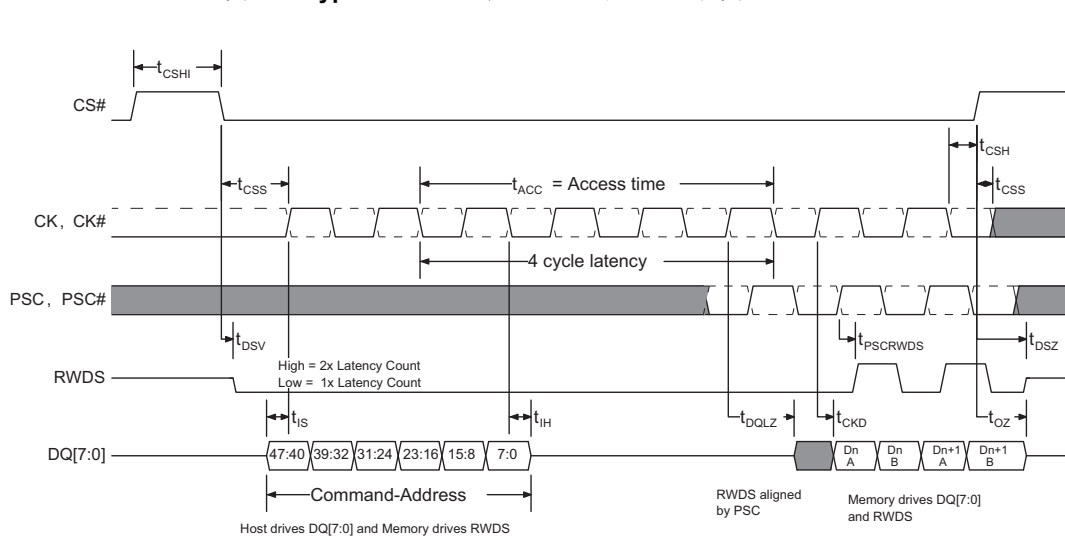 tCSHI
CS#
tCSH
tCSS
tACC = Access time
tCSS
CK, CK#
4 cycle latency
PSC, PSC#
tDSV
tPSCRWDS
tDSZ
High = 2x Latency Count
RWDS
Low = 1x Latency Count
tIS
tIH
tDQLZ
tCKD
tOZ
DQ[7:0]
47:40 39:32 31:24 23:16 15:8 7:0
Dn Dn Dn+1 Dn+1
A B A B
Command-Address
RWDS aligned
by PSC
Memory drives DQ[7:0]
and RWDS
Host drives DQ[7:0] and Memory drives RWDS